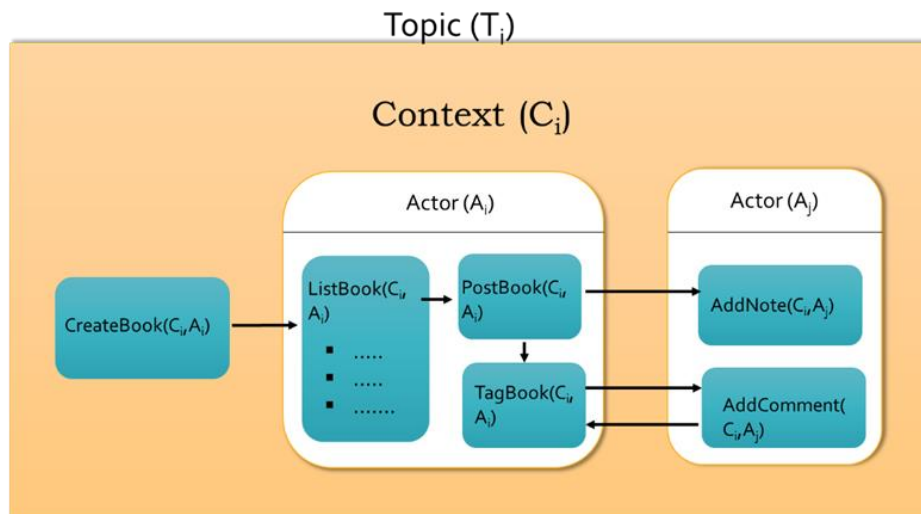 Topic (Ti)
Context (Ci)
Actor (Ai)
Actor (Aj)
CreateBook(Ci,Ai)
ListBook(Ci,
Ai)
▪ .....
▪ .....
▪ .......
PostBook(Ci,
Ai)
TagBook(Ci,
Ai)
AddNote(Ci,Aj)
AddComment(
Ci,Aj)